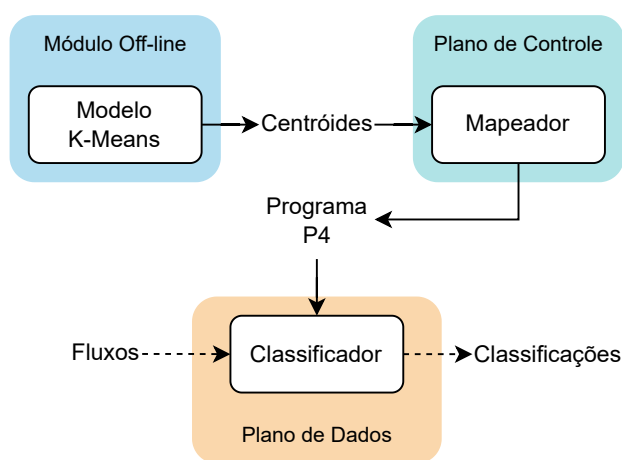 Módulo Off-line
Plano de Controle
Modelo
K-Means
Centróides
Mapeador
Programa
P4
Fluxos
Classificador
Classificações
Plano de Dados